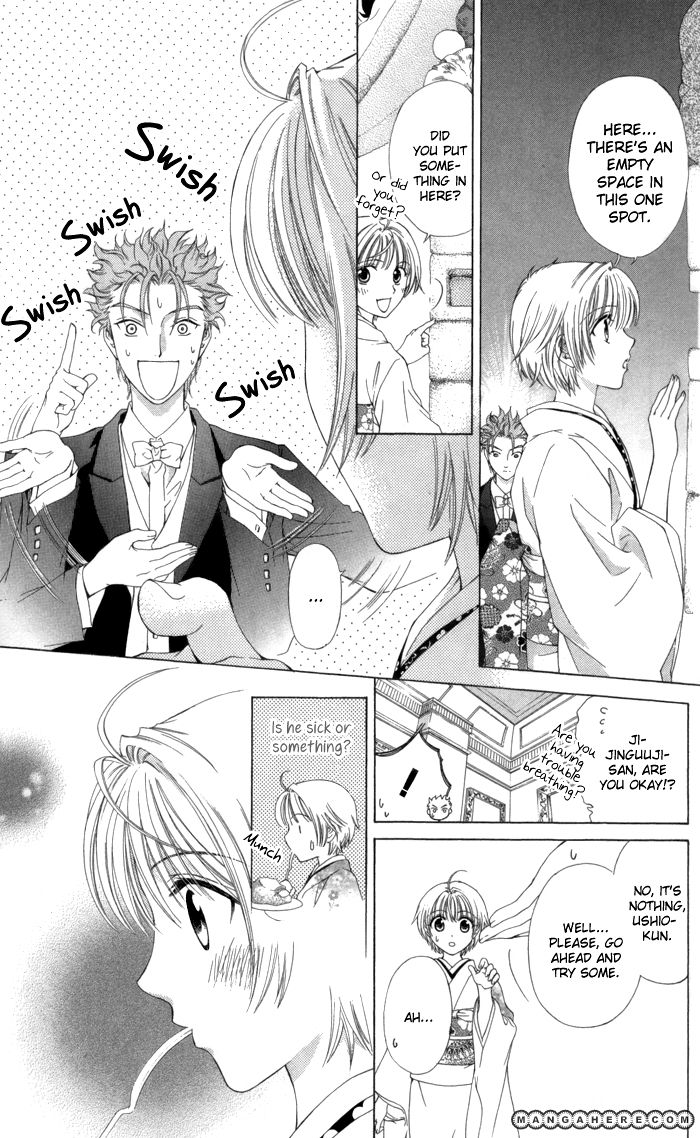 HERE...
THERE'S AN
EMPTY
SPACE IN
THIS ONE
SPOT.
DID
YOU PUT
SOME-
THING IN
HERE?
Or did
you
forget?
Swish
Swish
Swish
Swish
...
JI-
JINGUUJI-
SAN, ARE
YOU OKAY!?
Are you
having
trouble
breathing?
!
NO, IT'S
NOTHING,
USHIO-
KUN.
WELL...
PLEASE, GO
AHEAD AND
TRY SOME.
AH...
Is he sick or
something?
Munch
MANGAHERE.COM